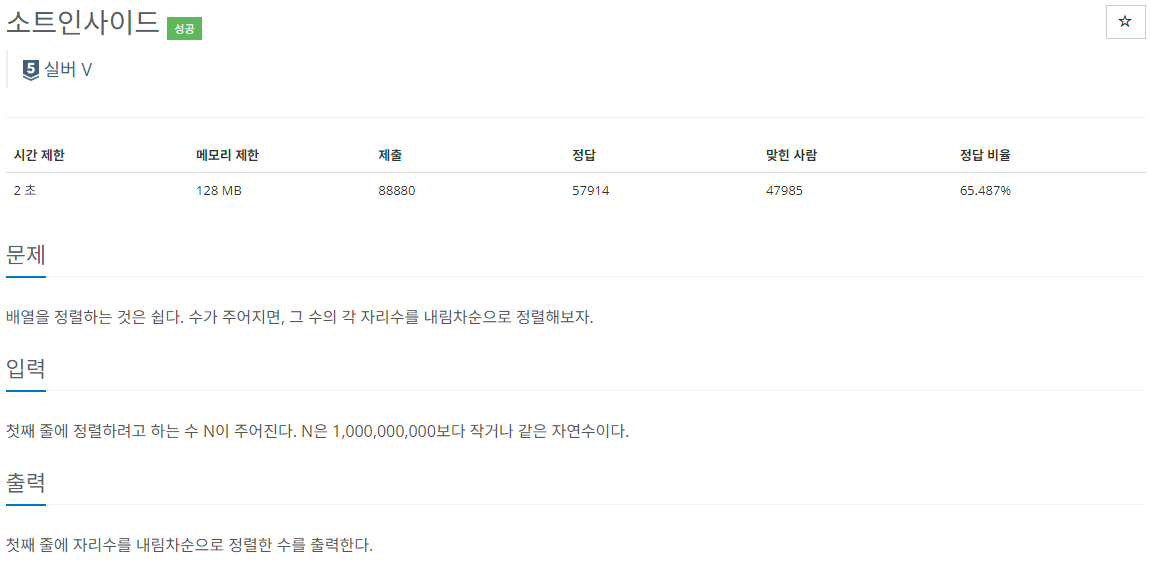 소트인사이드 성공
☆
5 실버 V
시간 제한 메모리 제한 제출 정답 맞힌 사람 정답 비율
2 초 128 MB 88880 57914 47985 65.487%
문제
배열을 정렬하는 것은 쉽다. 수가 주어지면, 그 수의 각 자리수를 내림차순으로 정렬해보자.
입력
첫째 줄에 정렬하려고 하는 수 N이 주어진다. N은 1,000,000,000보다 작거나 같은 자연수이다.
출력
첫째 줄에 자리수를 내림차순으로 정렬한 수를 출력한다.